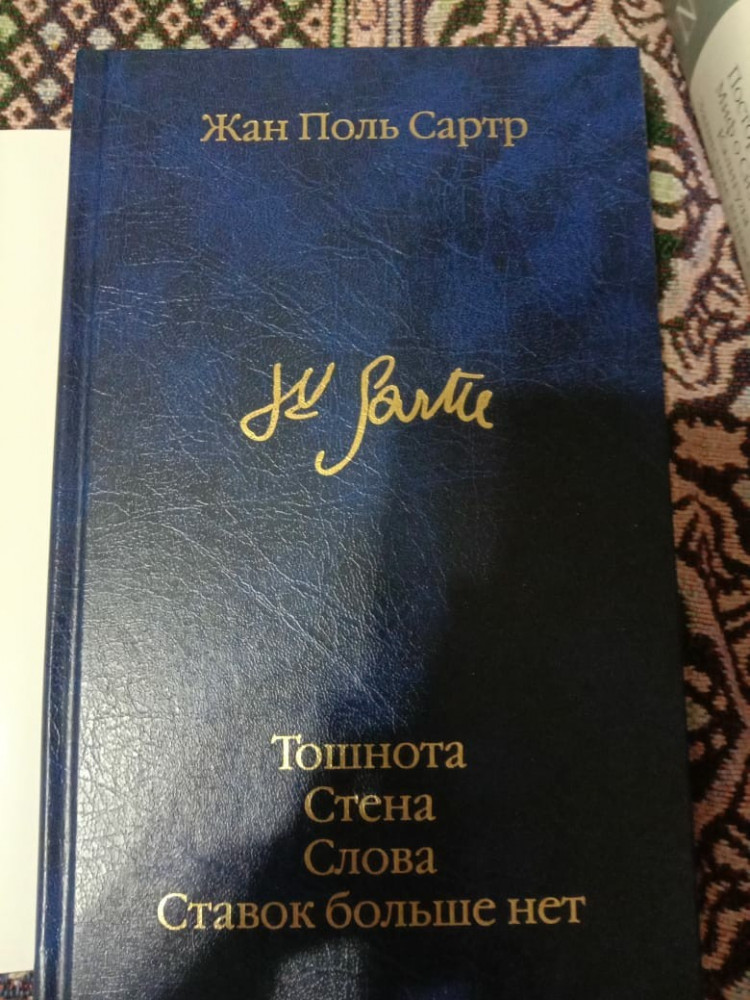 Жан Поль Сартр
JP Sartre
Тошнота
Стена
Слова
Ставок больше нет